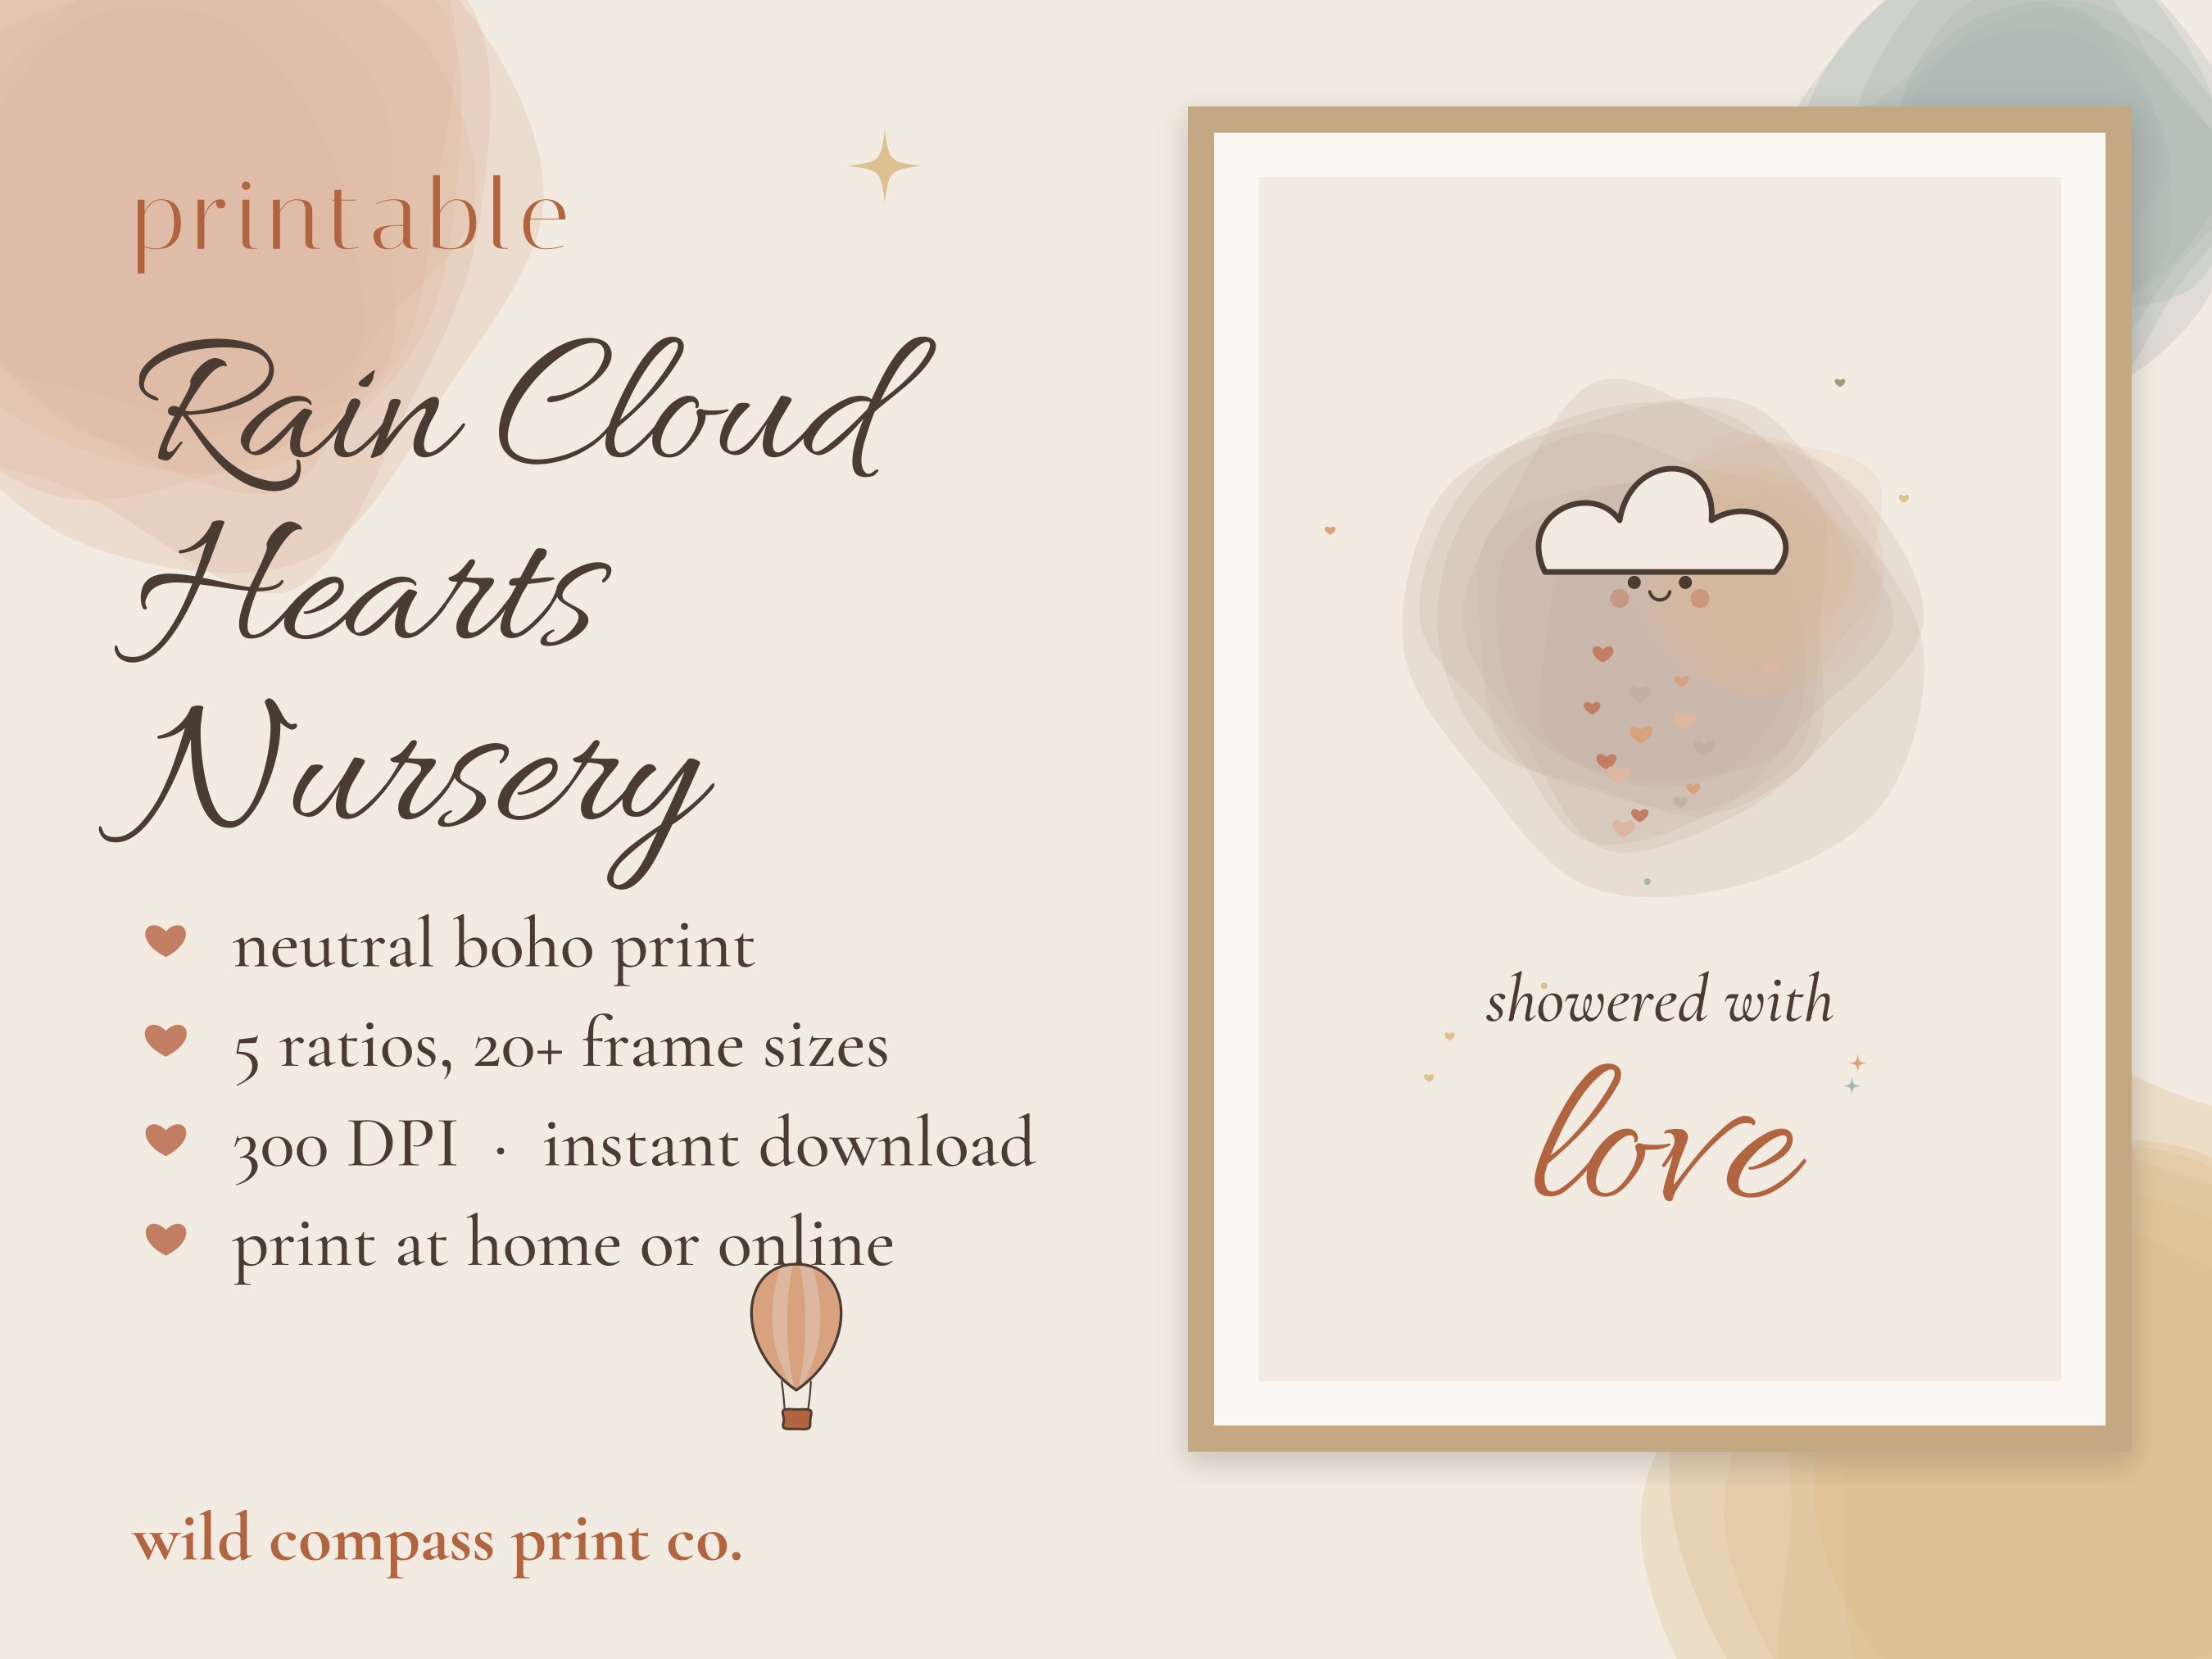 printable
Rain Cloud
Hearts
Nursery
neutral boho print
5 ratios, 20+ frame sizes
300 DPI · instant download
print at home or online
wild compass print co.
showered with
love